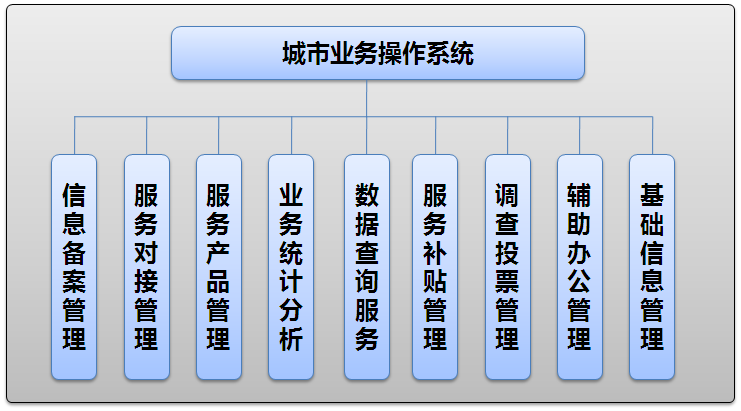 城市业务操作系统
信息备案管理
服务对接管理
服务产品管理
业务统计分析
数据查询服务
服务补贴管理
调查投票管理
辅助办公管理
基础信息管理